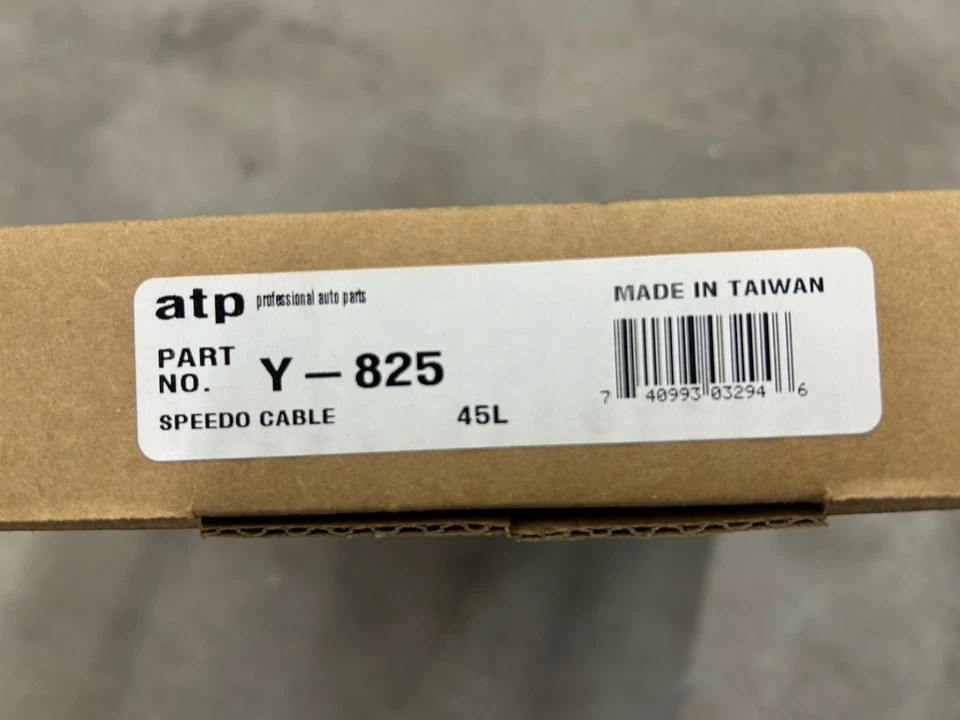 atp professional auto parts
PART NO. Y-825
SPEEDO CABLE 45L
MADE IN TAIWAN
7 40993 03294 6